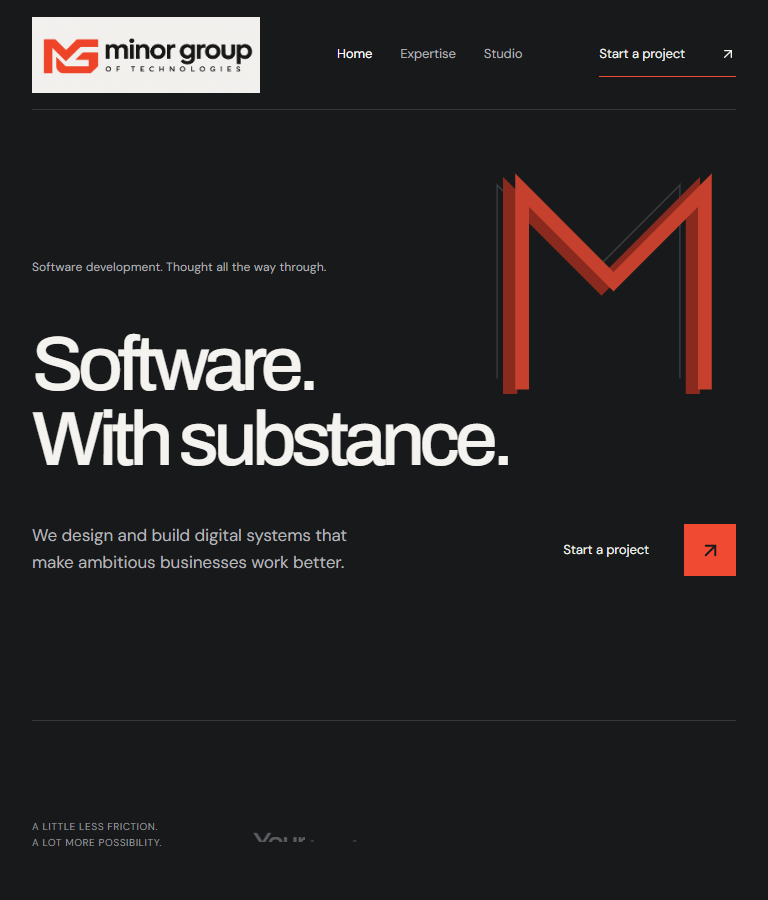 minor group
OF TECHNOLOGIES
Home
Expertise
Studio
Start a project
Software development. Thought all the way through.
Software.
With substance.
We design and build digital systems that
make ambitious businesses work better.
Start a project
A LITTLE LESS FRICTION.
A LOT MORE POSSIBILITY.
Your